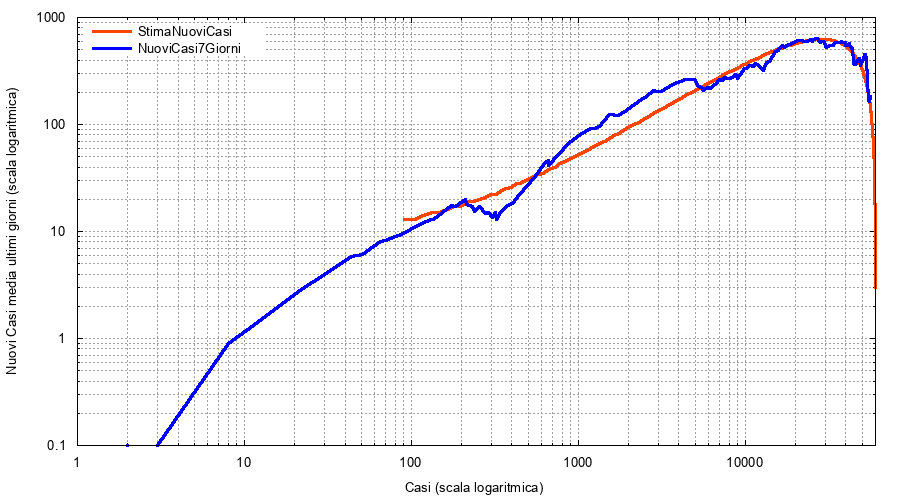 1000
StimaNuoviCasi
NuoviCasi7Giorni
100
10
1
0.1
Nuovi Casi media ultimi giorni (scala logaritmica)
1 10 100 1000 10000
Casi (scala logaritmica)